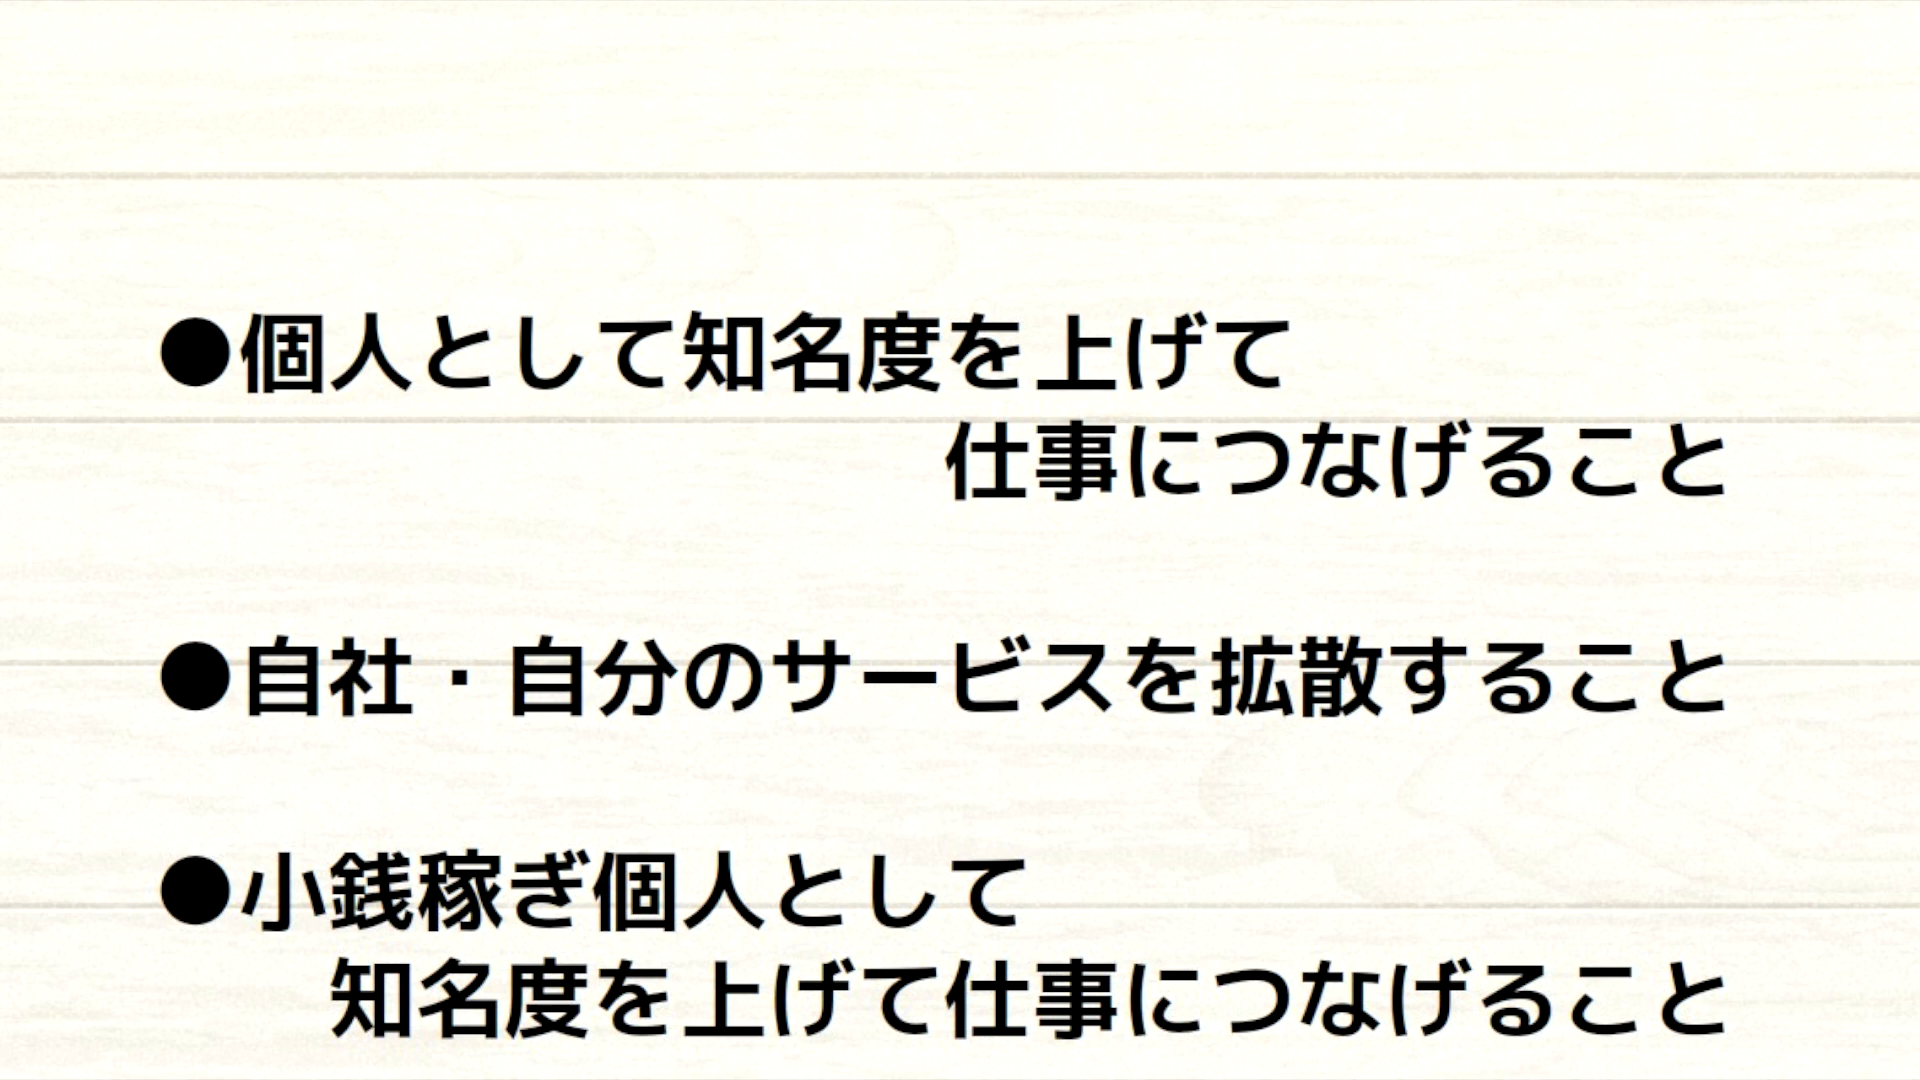 ●個人として知名度を上げて
仕事につなげること
●自社・自分のサービスを拡散すること
●小銭稼ぎ個人として
知名度を上げて仕事につなげること